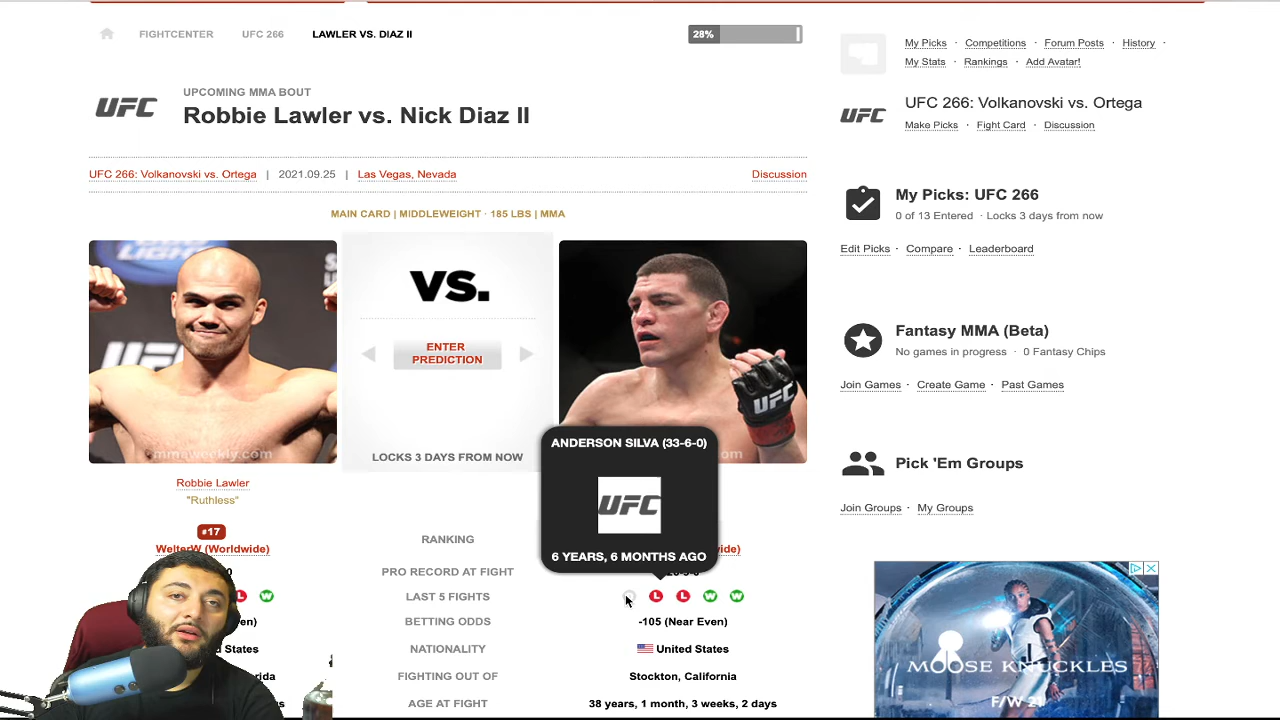 FIGHTCENTER UFC 266 LAWLER VS. DIAZ II
28%
UFC
UPCOMING MMA BOUT
Robbie Lawler vs. Nick Diaz II
UFC 266: Volkanovski vs. Ortega | 2021.09.25 | Las Vegas, Nevada
Discussion
MAIN CARD | MIDDLEWEIGHT · 185 LBS | MMA
VS.
ENTER
PREDICTION
LOCKS 3 DAYS FROM NOW
mmaweekly.com
UFC
om
Robbie Lawler
"Ruthless"
#17
WelterW (Worldwide)
ANDERSON SILVA (33-6-0)
UFC
6 YEARS, 6 MONTHS AGO
ide)
RANKING
PRO RECORD AT FIGHT
L W
LAST 5 FIGHTS
L L W W
en)
BETTING ODDS
-105 (Near Even)
d States
NATIONALITY
United States
rida
FIGHTING OUT OF
Stockton, California
AGE AT FIGHT
38 years, 1 month, 3 weeks, 2 days
My Picks · Competitions · Forum Posts · History ·
My Stats · Rankings · Add Avatar!
UFC
UFC 266: Volkanovski vs. Ortega
Make Picks · Fight Card · Discussion
My Picks: UFC 266
0 of 13 Entered · Locks 3 days from now
Edit Picks · Compare · Leaderboard
Fantasy MMA (Beta)
No games in progress · 0 Fantasy Chips
Join Games · Create Game · Past Games
Pick 'Em Groups
Join Groups · My Groups
MOOSE KNUCKLES
F/W 21